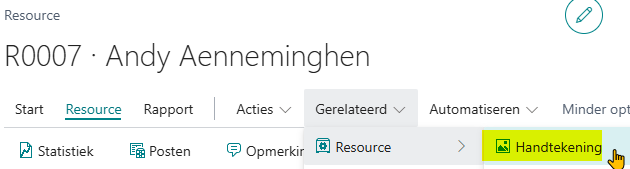 Resource
R0007 · Andy Aenneminghen
Start Resource Rapport Acties Gerelateerd Automatiseren Minder opt
Statistiek Posten Opmerkin Resource Handtekening